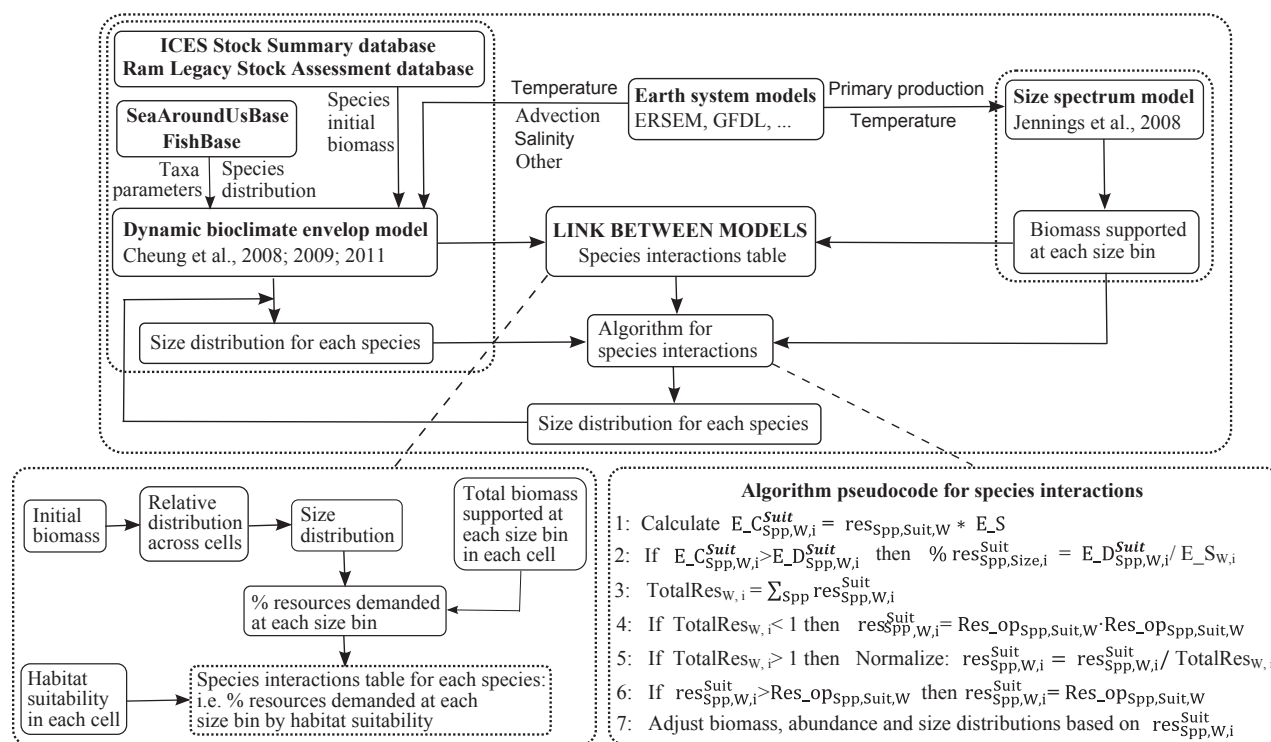 ICES Stock Summary database
Ram Legacy Stock Assessment database
SeaAroundUsBase
FishBase
Species
initial
biomass
Taxa
parameters
Species
distribution
Temperature
Advection
Salinity
Other
Earth system models
ERSEM, GFDL, ...
Primary production
Temperature
Size spectrum model
Jennings et al., 2008
Dynamic bioclimate envelop model
Cheung et al., 2008; 2009; 2011
LINK BETWEEN MODELS
Species interactions table
Biomass supported
at each size bin
Size distribution for each species
Algorithm for
species interactions
Size distribution for each species
Initial
biomass
Relative
distribution
across cells
Size
distribution
Total biomass
supported at
each size bin
in each cell
% resources demanded
at each size bin
Habitat
suitability
in each cell
Species interactions table for each species:
i.e. % resources demanded at each
size bin by habitat suitability
Algorithm pseudocode for species interactions
1: Calculate E_C^Suit_Spp,W,i = res_Spp,Suit,W * E_S
2: If E_C^Suit_Spp,W,i>E_D^Suit_Spp,W,i then % res^Suit_Spp,Size,i = E_D^Suit_Spp,W,i/ E_S_W,i
3: TotalRes_W, i = ∑_Spp res^Suit_Spp,W,i
4: If TotalRes_W, i< 1 then res^Suit_Spp,W,i= Res_op_Spp,Suit,W·Res_op_Spp,Suit,W
5: If TotalRes_W, i> 1 then Normalize: res^Suit_Spp,W,i = res^Suit_Spp,W,i/ TotalRes_W, i
6: If res^Suit_Spp,W,i>Res_op_Spp,Suit,W then res^Suit_Spp,W,i= Res_op_Spp,Suit,W
7: Adjust biomass, abundance and size distributions based on res^Suit_Spp,W,i